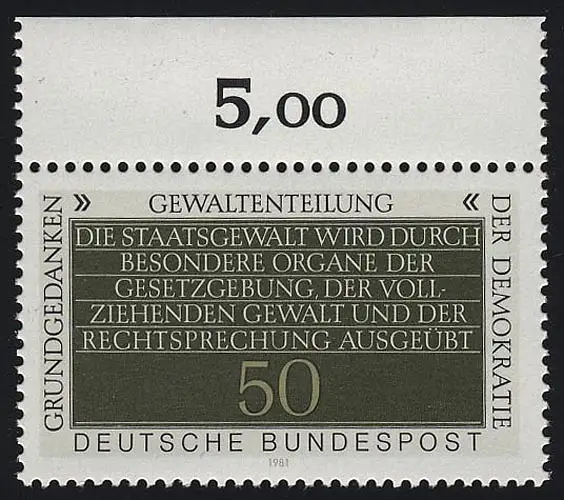 5,00
» GEWALTENTEILUNG «
GRUNDGEDANKEN
DER DEMOKRATIE
DIE STAATSGEWALT WIRD DURCH
BESONDERE ORGANE DER
GESETZGEBUNG, DER VOLL-
ZIEHENDEN GEWALT UND DER
RECHTSPRECHUNG AUSGEÜBT
50
DEUTSCHE BUNDESPOST
1981